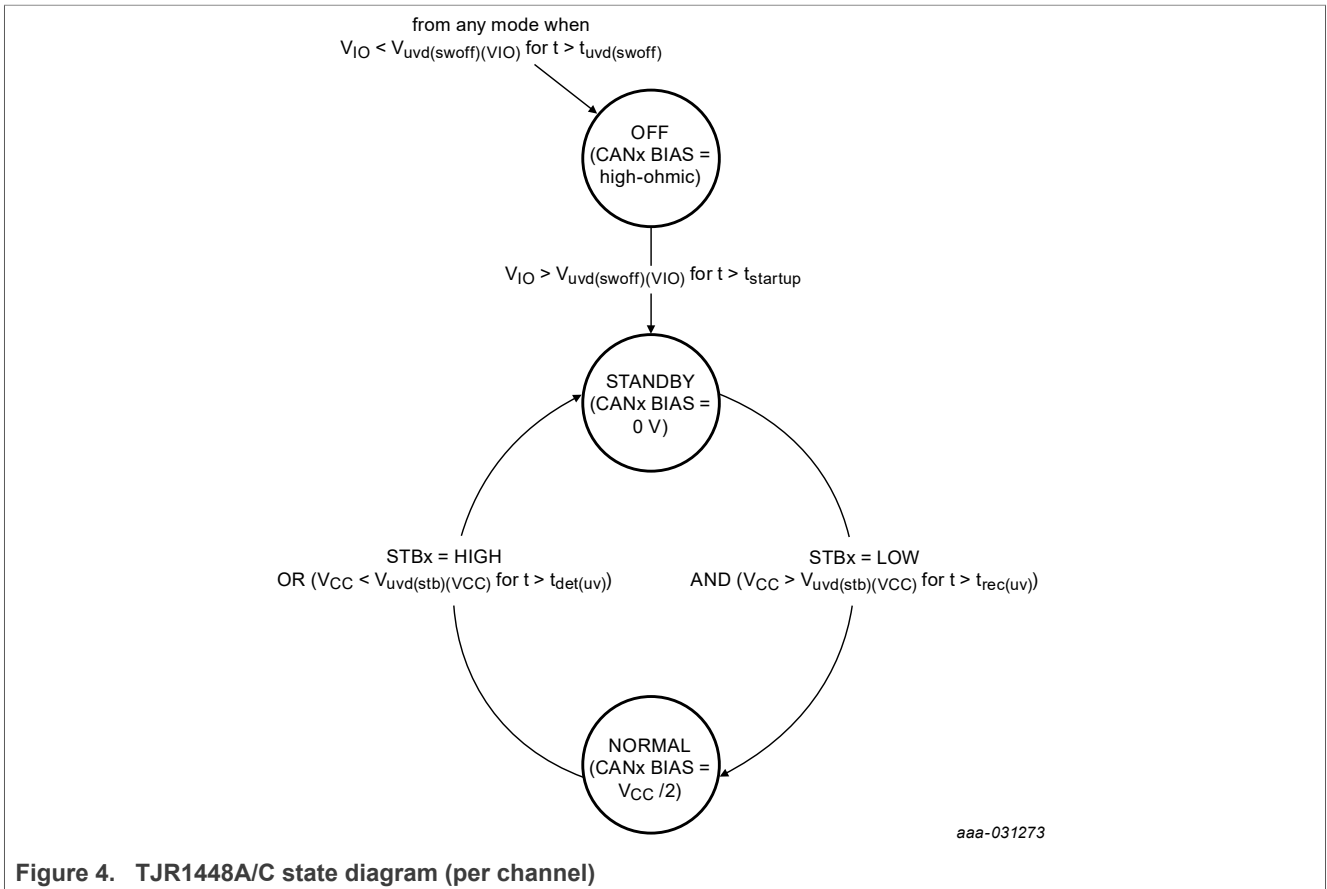 from any mode when
VIO < Vuvd(swoff)(VIO) for t > tuvd(swoff)
OFF
(CANx BIAS =
high-ohmic)
VIO > Vuvd(swoff)(VIO) for t > tstartup
STANDBY
(CANx BIAS =
0 V)
STBx = HIGH
OR (VCC < Vuvd(stb)(VCC) for t > tdet(uv))
STBx = LOW
AND (VCC > Vuvd(stb)(VCC) for t > trec(uv))
NORMAL
(CANx BIAS =
VCC /2)
aaa-031273
Figure 4. TJR1448A/C state diagram (per channel)